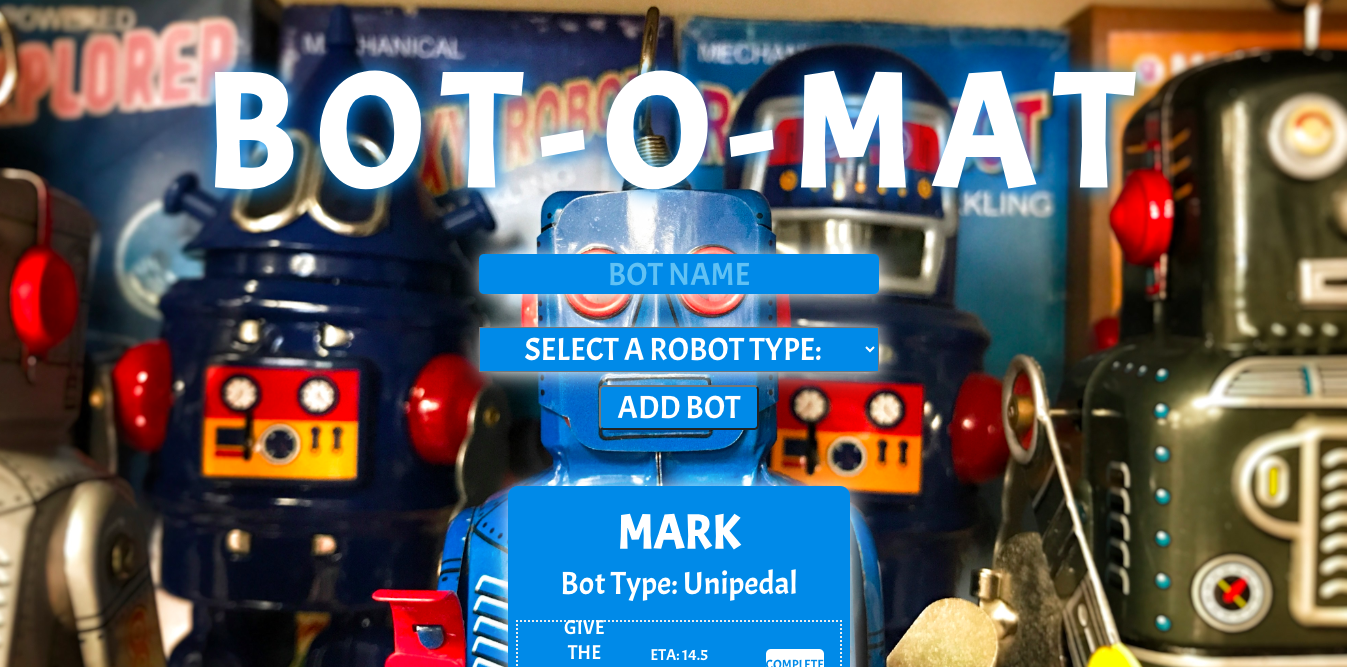 POWERED
MECHANICAL
BOT-O-MAT
BOT NAME
SELECT A ROBOT TYPE:
ADD BOT
MARK
Bot Type: Unipedal
GIVE
THE
ETA: 14.5
COMPLETE